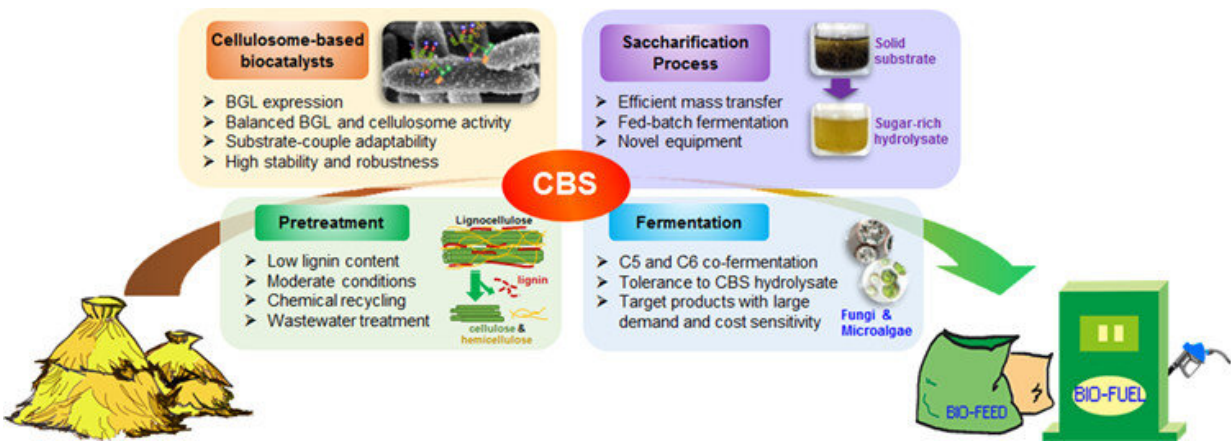 Cellulosome-based
biocatalysts
BGL expression
Balanced BGL and cellulosome activity
Substrate-couple adaptability
High stability and robustness
Saccharification
Process
Efficient mass transfer
Fed-batch fermentation
Novel equipment
Solid
substrate
Sugar-rich
hydrolysate
CBS
Pretreatment
Low lignin content
Moderate conditions
Chemical recycling
Wastewater treatment
Lignocellulose
lignin
cellulose &
hemicellulose
Fermentation
C5 and C6 co-fermentation
Tolerance to CBS hydrolysate
Target products with large
demand and cost sensitivity
Fungi &
Microalgae
BIO-FEED
BIO-FUEL